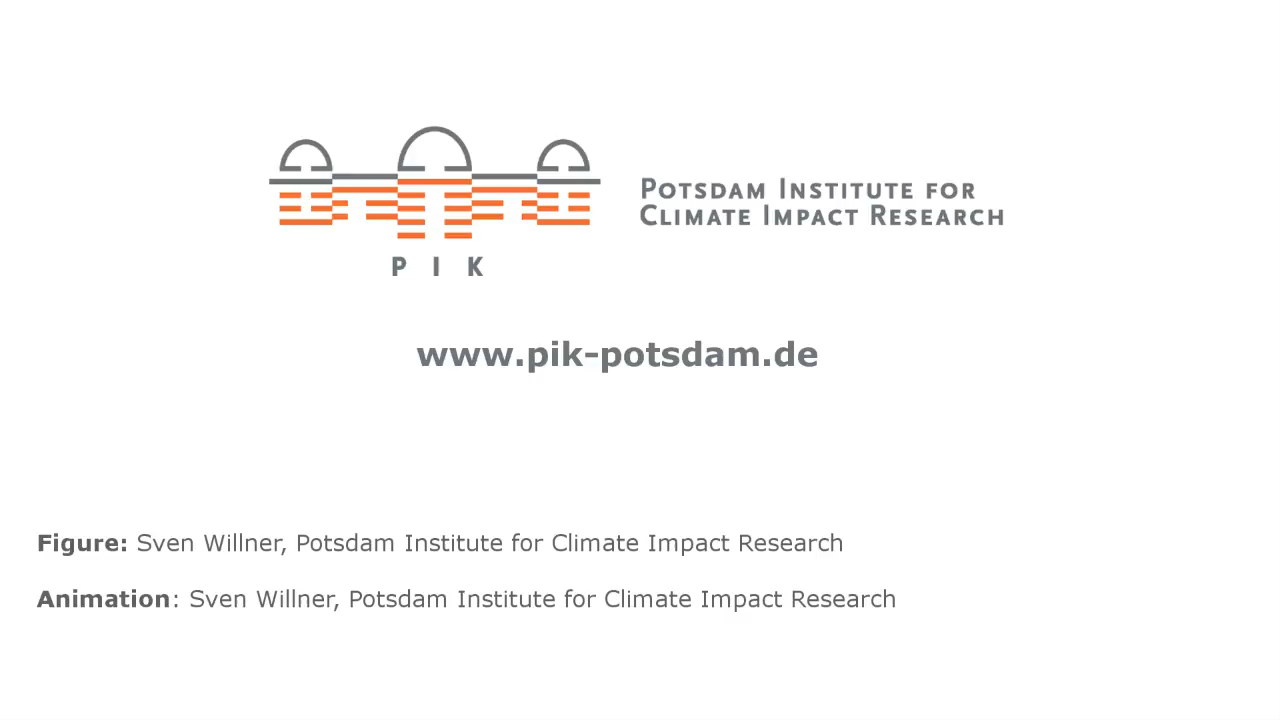 POTSDAM INSTITUTE FOR
CLIMATE IMPACT RESEARCH
P I K
www.pik-potsdam.de
Figure: Sven Willner, Potsdam Institute for Climate Impact Research
Animation: Sven Willner, Potsdam Institute for Climate Impact Research